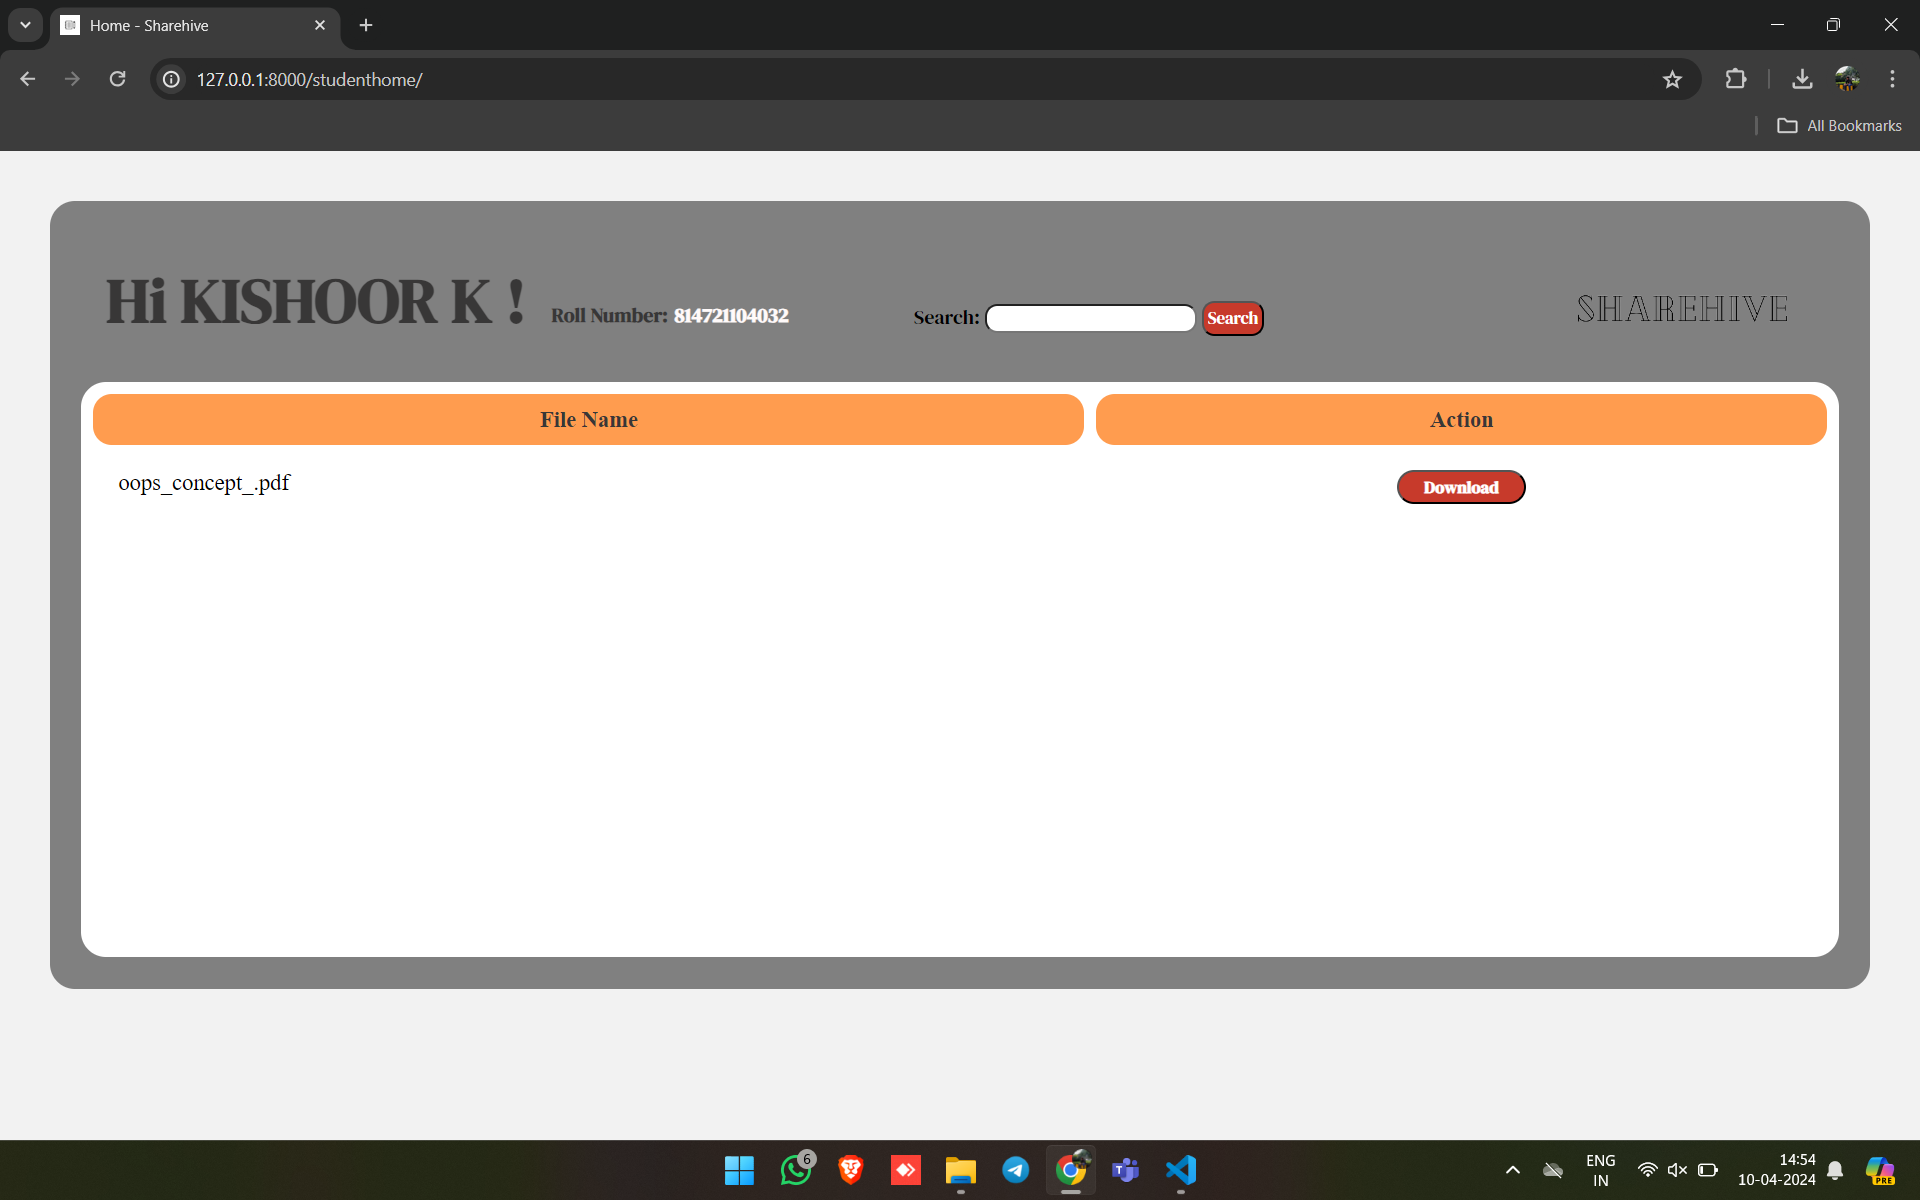 Home - Sharehive
127.0.0.1:8000/studenthome/
All Bookmarks
Hi KISHOOR K !
Roll Number: 814721104032
Search:
Search
SHAREHIVE
File Name
Action
oops_concept_.pdf
Download
6
T
ENG
IN
14:54
10-04-2024
PRE